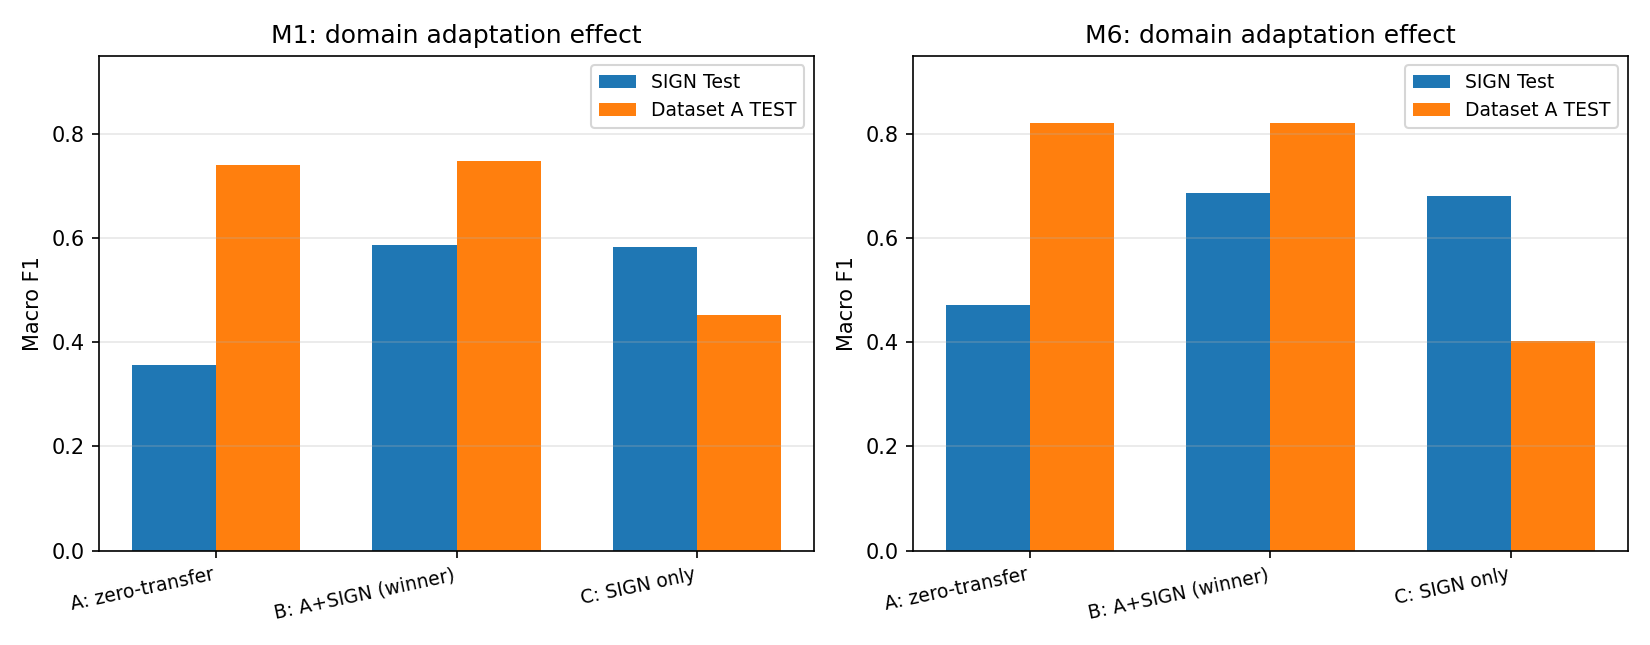 M1: domain adaptation effect
SIGN Test
Dataset A TEST
Macro F1
0.8
0.6
0.4
0.2
0.0
A: zero-transfer
B: A+SIGN (winner)
C: SIGN only
M6: domain adaptation effect
SIGN Test
Dataset A TEST
Macro F1
0.8
0.6
0.4
0.2
0.0
A: zero-transfer
B: A+SIGN (winner)
C: SIGN only